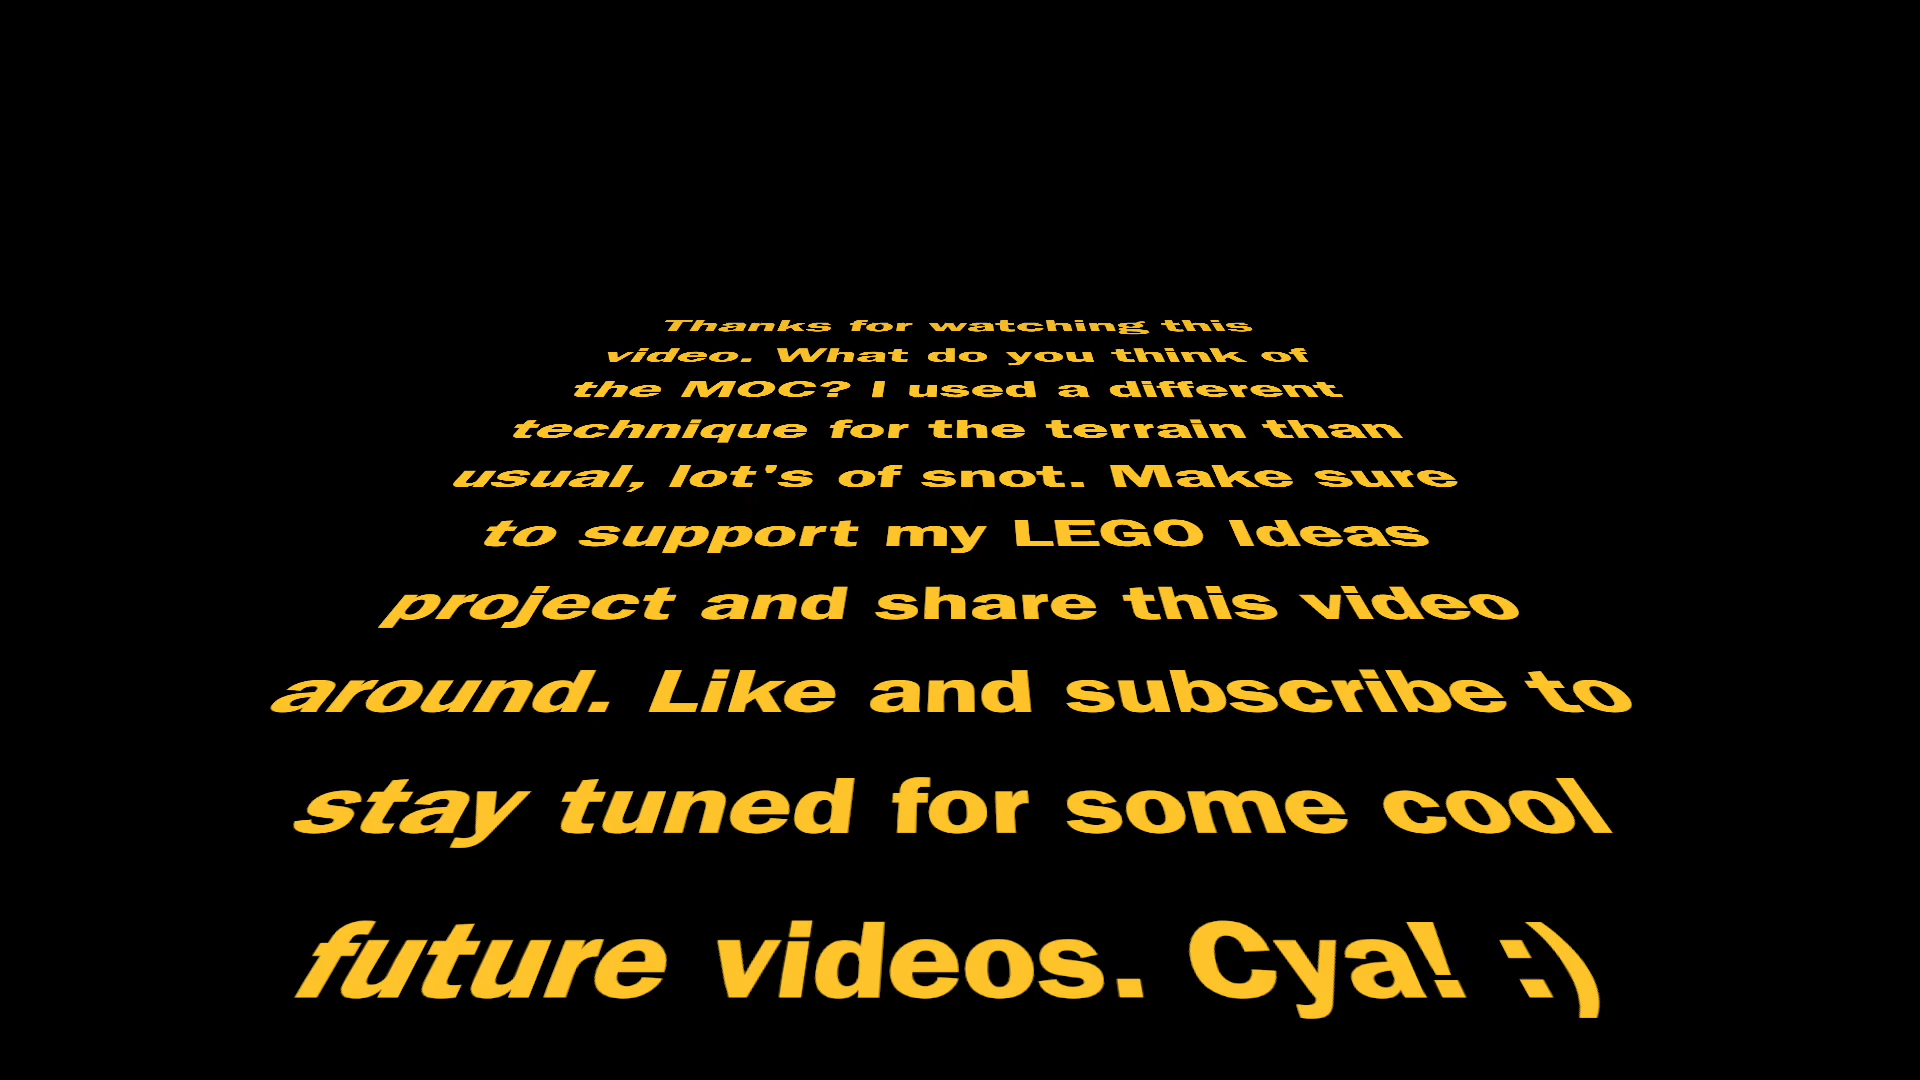 Thanks for watching this
video. What do you think of
the MOC? I used a different
technique for the terrain than
usual, lot's of snot. Make sure
to support my LEGO Ideas
project and share this video
around. Like and subscribe to
stay tuned for some cool
future videos. Cya! :)